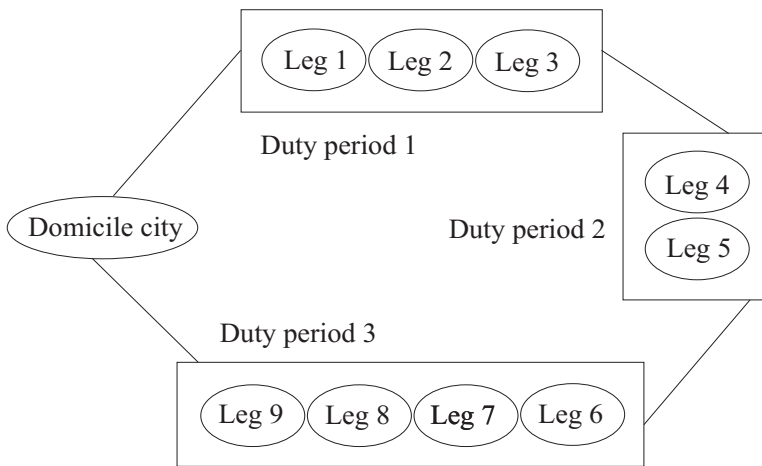 Leg 1 Leg 2 Leg 3
Duty period 1
Leg 4
Domicile city
Duty period 2
Leg 5
Duty period 3
Leg 9 Leg 8 Leg 7 Leg 6